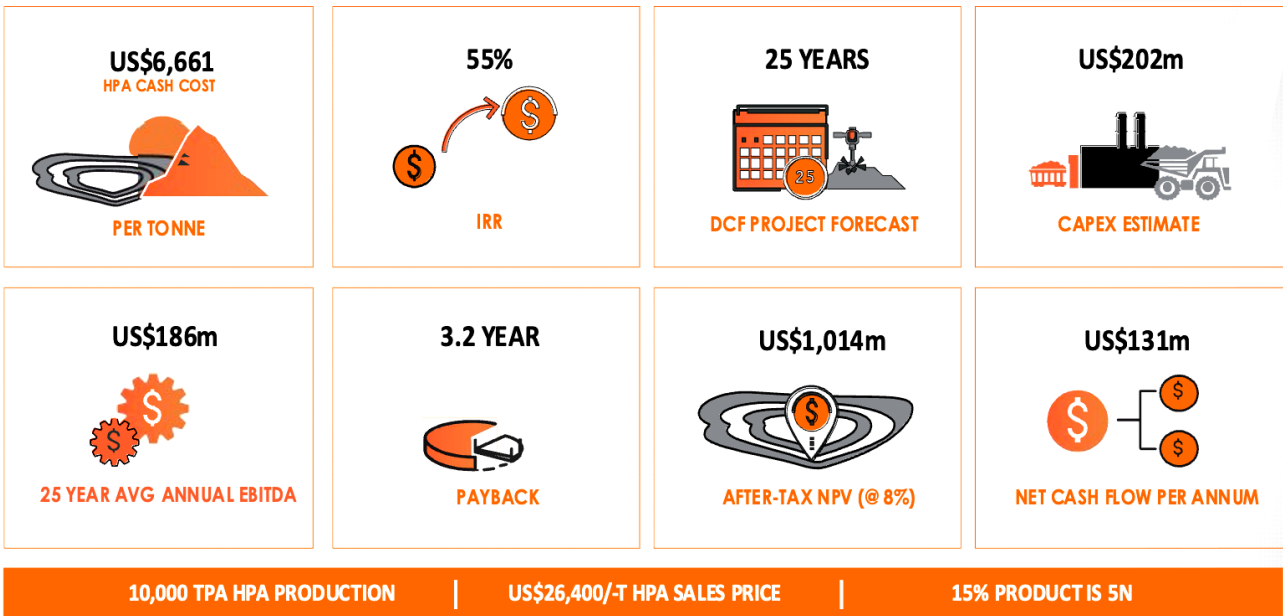 US$6,661
HPA CASH COST
PER TONNE
55%
$
$
IRR
25 YEARS
25
DCF PROJECT FORECAST
US$202m
CAPEX ESTIMATE
US$186m
$
$
25 YEAR AVG ANNUAL EBITDA
3.2 YEAR
PAYBACK
US$1,014m
$
AFTER-TAX NPV (@ 8%)
US$131m
$
$
$
NET CASH FLOW PER ANNUM
10,000 TPA HPA PRODUCTION | US$26,400/-T HPA SALES PRICE | 15% PRODUCT IS 5N